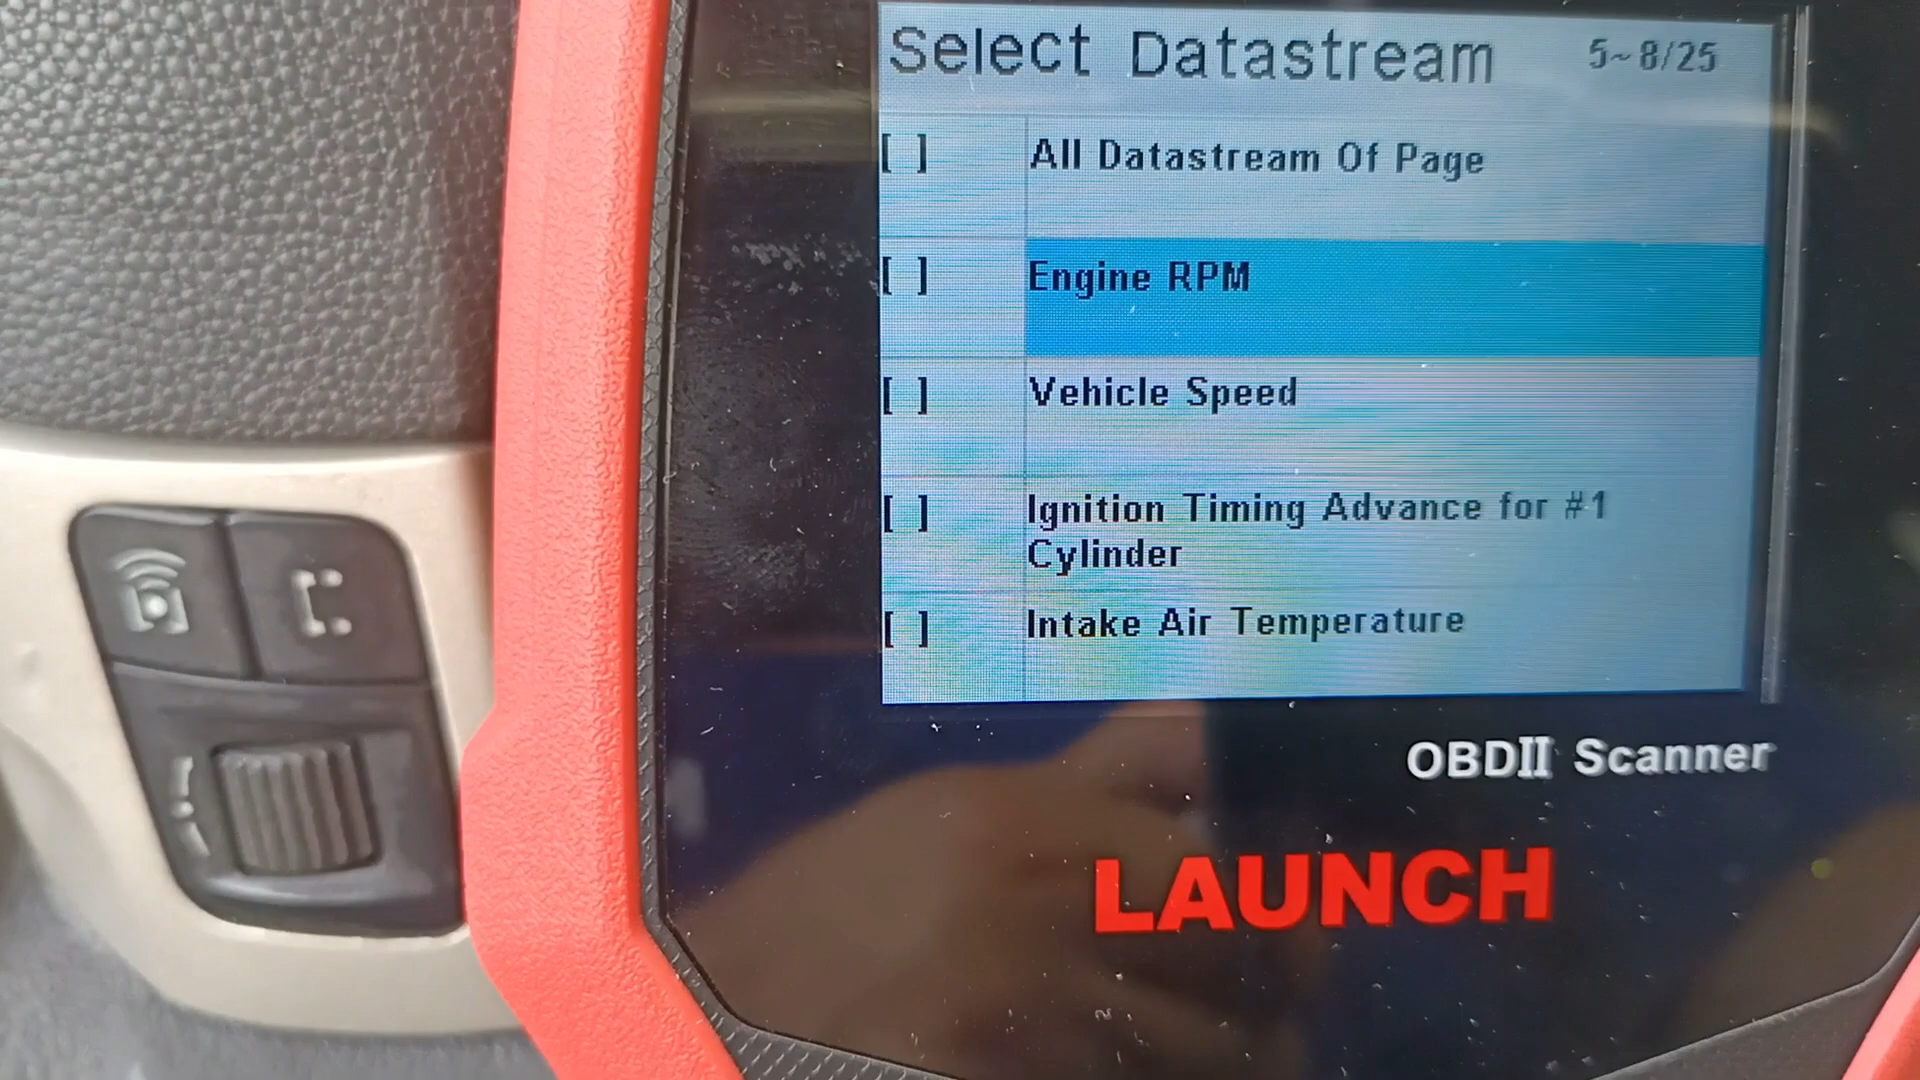 Select Datastream 5~8/25
[ ] All Datastream Of Page
[ ] Engine RPM
[ ] Vehicle Speed
[ ] Ignition Timing Advance for #1
Cylinder
[ ] Intake Air Temperature
OBDII Scanner
LAUNCH